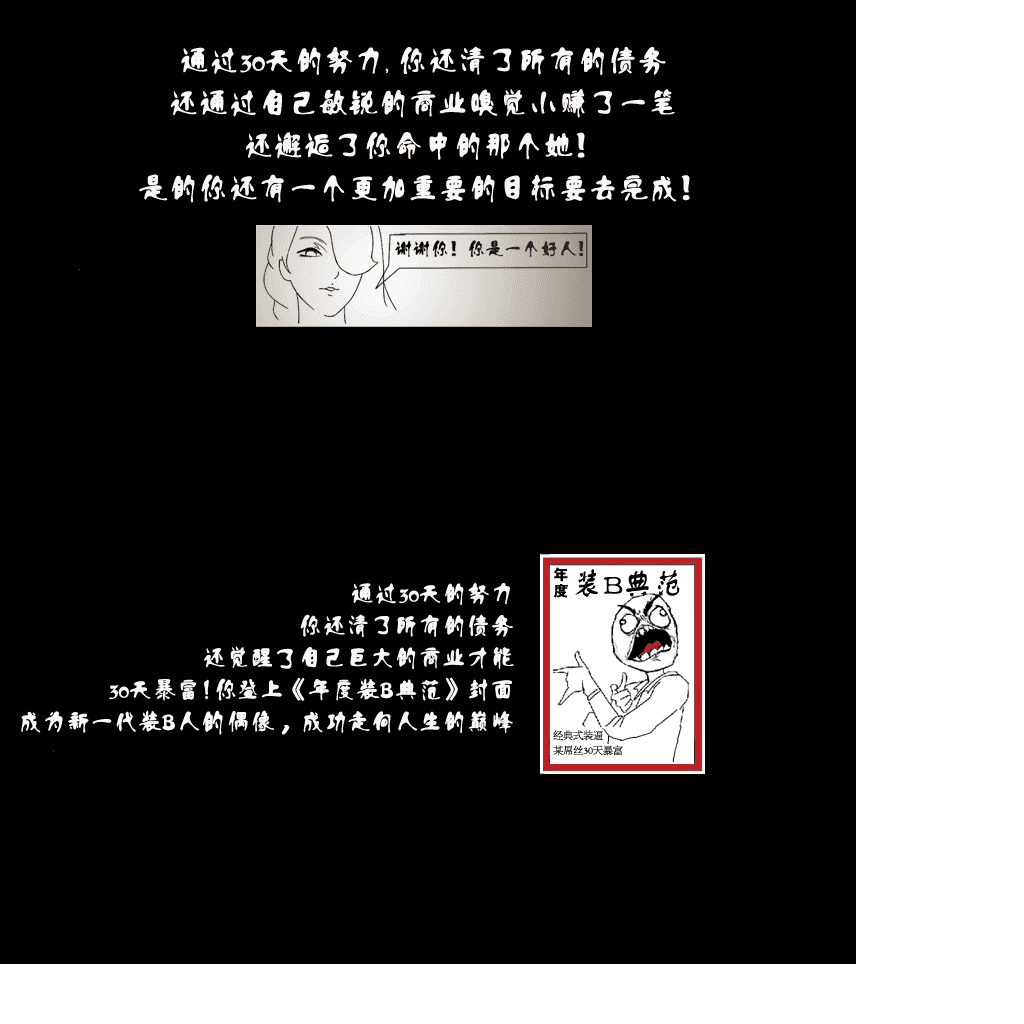 通过30天的努力,你还清了所有的债务
还通过自己敏锐的商业嗅觉小赚了一笔
还邂逅了你命中的那个她!
是的你还有一个更加重要的目标要去完成!
谢谢你!你是一个好人!
通过30天的努力
你还清了所有的债务
还觉醒了自己巨大的商业才能
30天暴富!你登上《年度装B典范》封面
成为新一代装B人的偶像，成功走向人生的巅峰
年度 装B典范
经典式装逼
某屌丝30天暴富